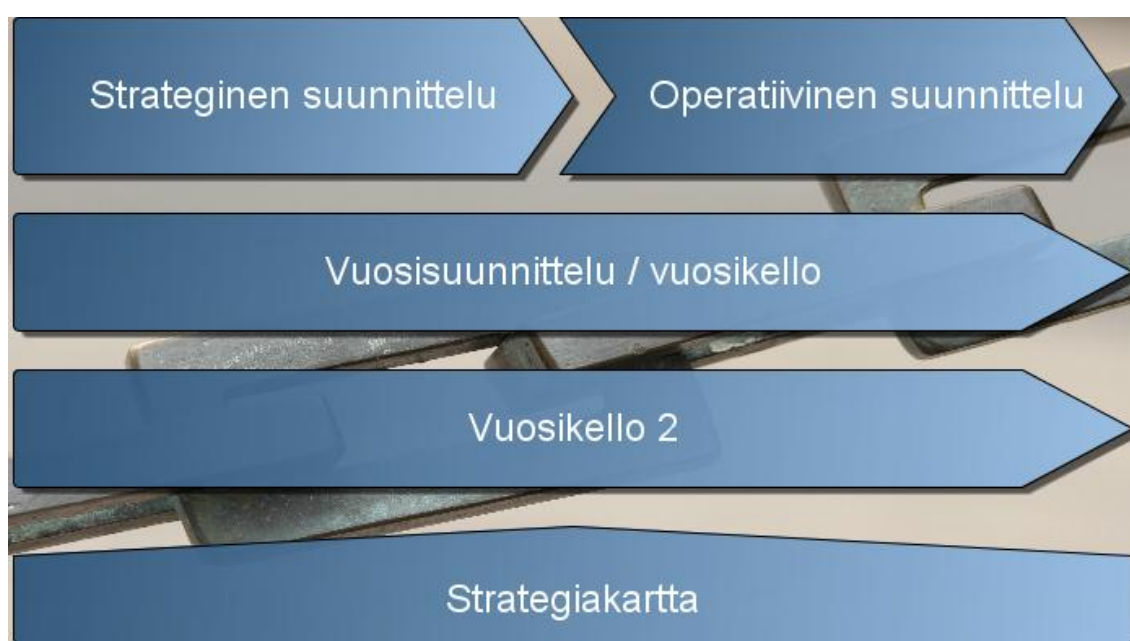 Strateginen suunnittelu
Operatiivinen suunnittelu
Vuosisuunnittelu / vuosikello
Vuosikello 2
Strategiakartta